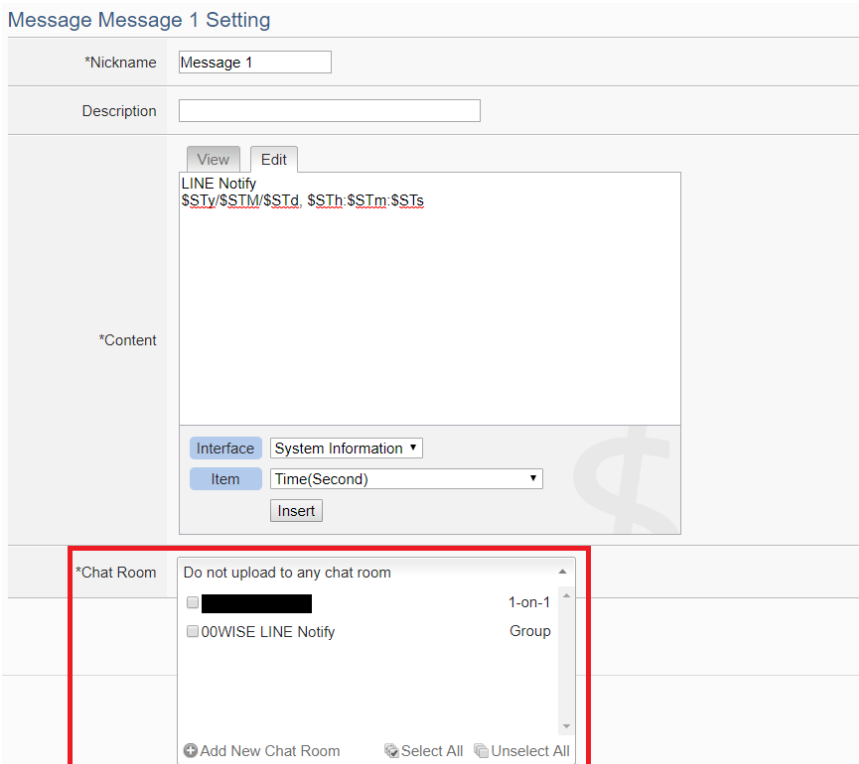 Message Message 1 Setting
*Nickname Message 1
Description
View Edit
LINE Notify
$STy/$STM/$STd, $STh:$STm:$STs
*Content
Interface System Information
Item Time(Second)
Insert
$
*Chat Room Do not upload to any chat room
1-on-1
00WISE LINE Notify Group
Add New Chat Room Select All Unselect All